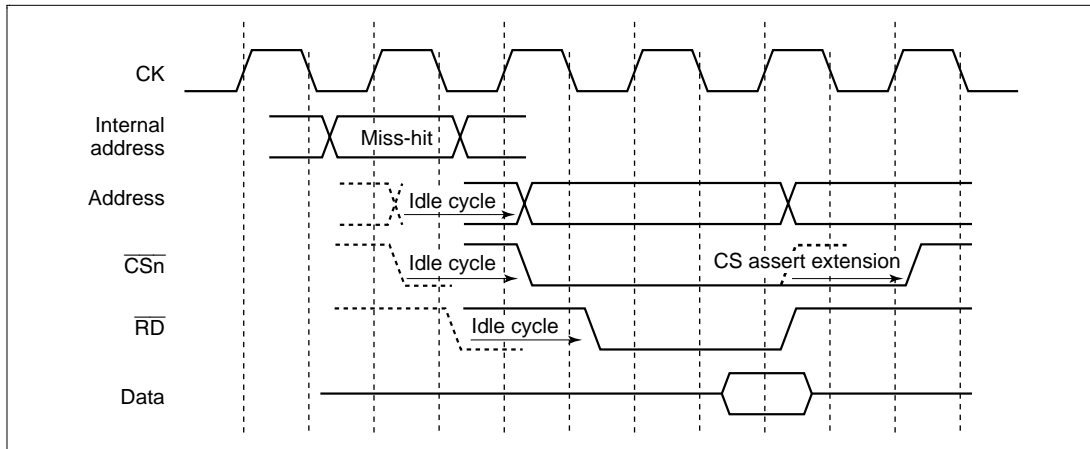 CK
Internal
address
Miss-hit
Address
Idle cycle
CSn
Idle cycle
CS assert extension
RD
Idle cycle
Data